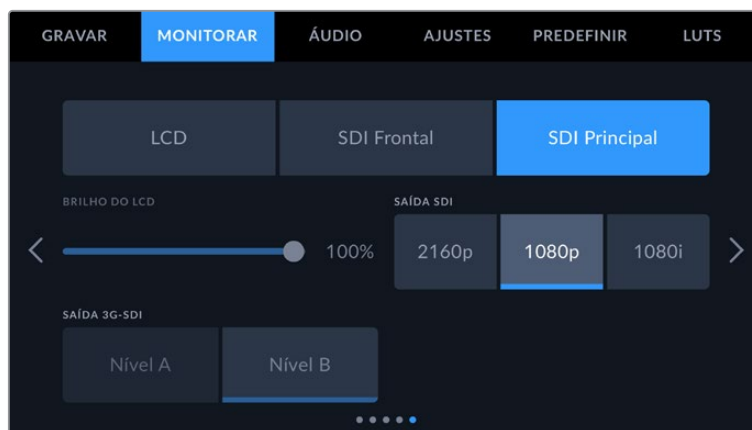 GRAVAR MONITORAR ÁUDIO AJUSTES PREDEFINIR LUTS
LCD SDI Frontal SDI Principal
BRILHO DO LCD SAÍDA SDI
100% 2160p 1080p 1080i
SAÍDA 3G-SDI
Nível A Nível B